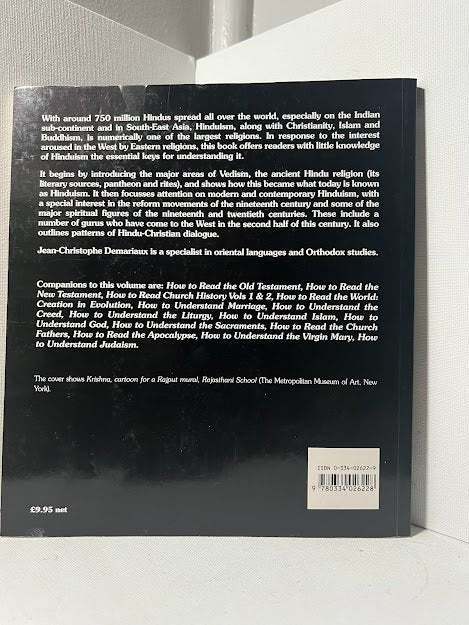 With around 750 million Hindus spread all over the world, especially on the Indian
sub-continent and in South-East Asia, Hinduism, along with Christianity, Islam and
Buddhism, is numerically one of the largest religions. In response to the interest
aroused in the West by Eastern religions, this book offers readers with little knowledge
of Hinduism the essential keys for understanding it.
It begins by introducing the major areas of Vedism, the ancient Hindu religion (its
literary sources, pantheon and rites), and shows how this became what today is known
as Hinduism. It then focusses attention on modern and contemporary Hinduism, with
a special interest in the reform movements of the nineteenth century and some of the
major spiritual figures of the nineteenth and twentieth centuries. These include a
number of gurus who have come to the West in the second half of this century. It also
outlines patterns of Hindu-Christian dialogue.
Jean-Christophe Demariaux is a specialist in oriental languages and Orthodox studies.
Companions to this volume are: How to Read the Old Testament, How to Read the
New Testament, How to Read Church History Vols 1 & 2, How to Read the World:
Creation in Evolution, How to Understand Marriage, How to Understand the
Creed, How to Understand the Liturgy, How to Understand Islam, How to
Understand God, How to Understand the Sacraments, How to Read the Church
Fathers, How to Read the Apocalypse, How to Understand the Virgin Mary, How
to Understand Judaism.
The cover shows Krishna, cartoon for a Rajput mural, Rajasthani School (The Metropolitan Museum of Art, New
York).
ISBN 0-334-02622-9
9 780334 026228
£9.95 net